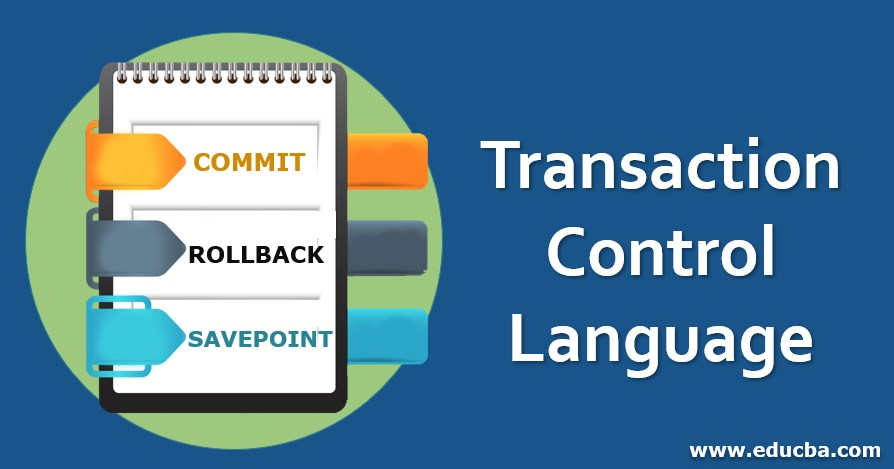 COMMIT
ROLLBACK
SAVEPOINT
Transaction
Control
Language
www.educba.com